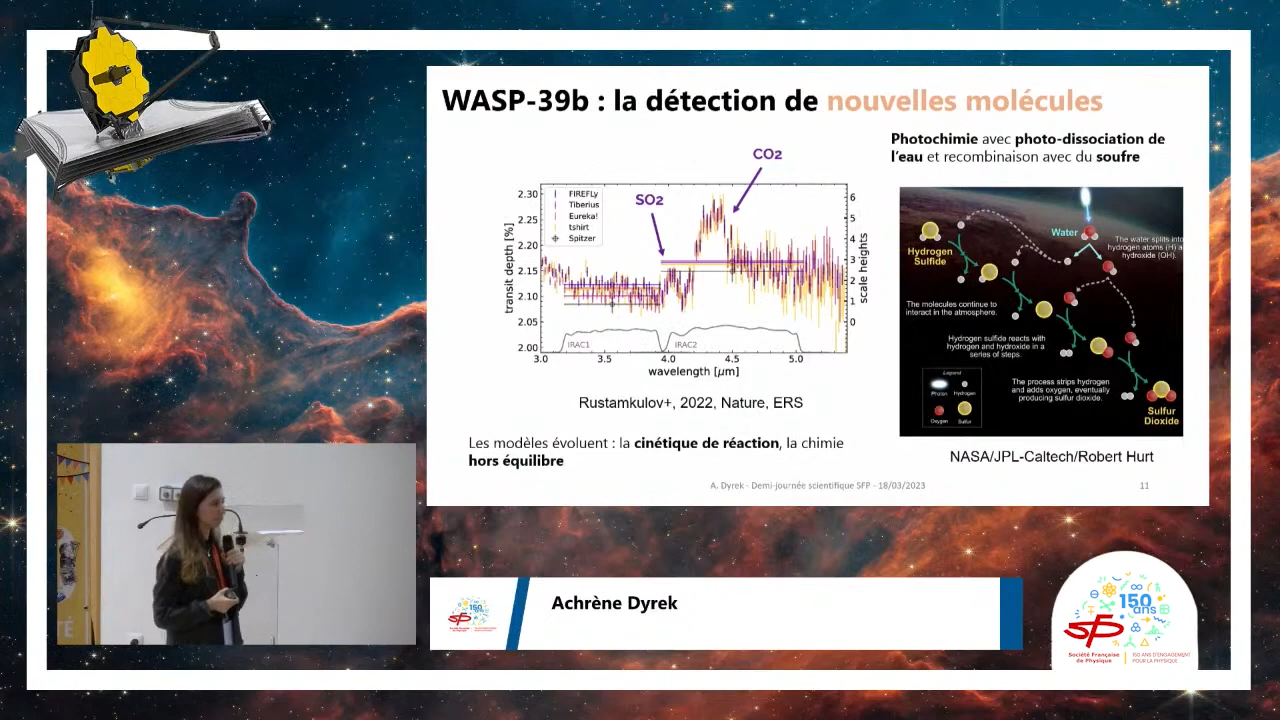 WASP-39b : la détection de nouvelles molécules
Photochimie avec photo-dissociation de
l'eau et recombinaison avec du soufre
CO2
SO2
FIREFLy
Tiberius
Eureka!
tshirt
Spitzer
transit depth [%]
2.30
2.25
2.20
2.15
2.10
2.05
2.00
6
5
4
3
2
1
0
scale heights
IRAC1
IRAC2
3.0 3.5 4.0 4.5 5.0
wavelength [μm]
Rustamkulov+, 2022, Nature, ERS
Les modèles évoluent : la cinétique de réaction, la chimie
hors équilibre
Water
The water splits into
hydrogen atoms (H) a
hydroxide (OH).
Hydrogen
Sulfide
The molecules continue to
interact in the atmosphere.
Hydrogen sulfide reacts with
hydrogen and hydroxide in a
series of steps.
The process strips hydrogen
and adds oxygen, eventually
producing sulfur dioxide.
Legend
Photon Hydrogen
Oxygen Sulfur
Sulfur
Dioxide
NASA/JPL-Caltech/Robert Hurt
A. Dyrek - Demi-journée scientifique SFP - 18/03/2023
11
Achrène Dyrek
150
ans
sfp
150
ans
sfp
Société Française
de Physique
150 ANS D'ENGAGEMENT
POUR LA PHYSIQUE